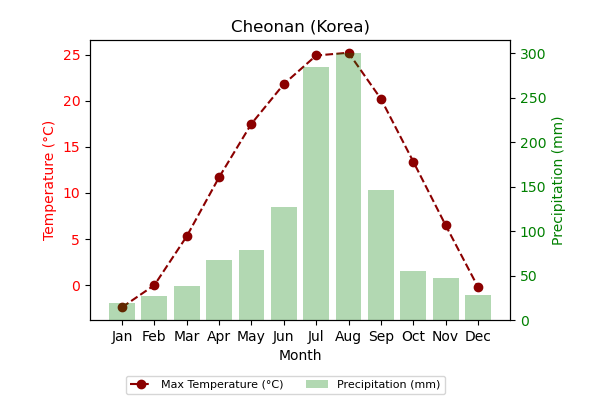 Cheonan (Korea)
25
20
15
10
5
0
Temperature (°C)
300
250
200
150
100
50
0
Precipitation (mm)
Jan Feb Mar Apr May Jun Jul Aug Sep Oct Nov Dec
Month
Max Temperature (°C) Precipitation (mm)